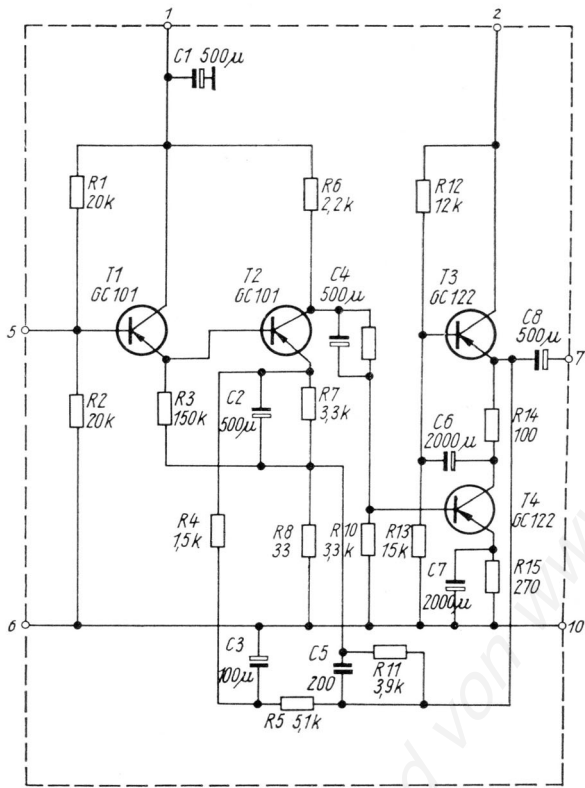 1
2
C1 500µ
R1
20k
R6
2,2k
R12
12k
T1
GC101
T2
GC101
C4
500µ
T3
GC122
C8
500µ
5
7
R2
20k
R3
150k
C2
500µ
R7
3,3k
C6
2000µ
R14
100
T4
GC122
R4
1,5k
R8
33
R10
3,3k
R13
15k
C7
2000µ
R15
270
6
10
C3
100µ
C5
200
R11
3,9k
R5 5,1k
d von www